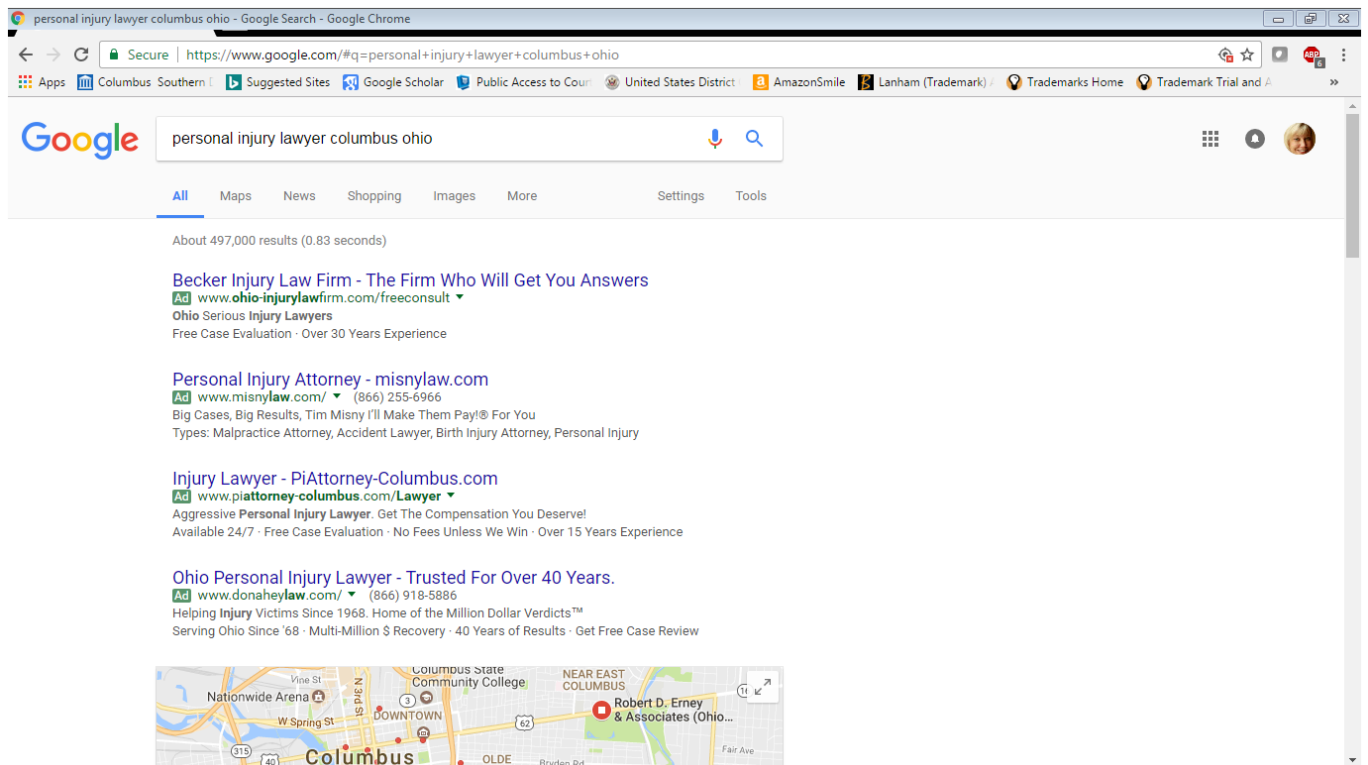 personal injury lawyer columbus ohio - Google Search - Google Chrome
Secure | https://www.google.com/#q=personal+injury+lawyer+columbus+ohio
ABP
6
Apps Columbus Southern Suggested Sites Google Scholar Public Access to Cour United States District AmazonSmile Lanham (Trademark) Trademarks Home Trademark Trial and A »
Google
personal injury lawyer columbus ohio
All Maps News Shopping Images More Settings Tools
About 497,000 results (0.83 seconds)
Becker Injury Law Firm - The Firm Who Will Get You Answers
Ad www.ohio-injurylawfirm.com/freeconsult
Ohio Serious Injury Lawyers
Free Case Evaluation · Over 30 Years Experience
Personal Injury Attorney - misnylaw.com
Ad www.misnylaw.com/ (866) 255-6966
Big Cases, Big Results, Tim Misny I'll Make Them Pay!® For You
Types: Malpractice Attorney, Accident Lawyer, Birth Injury Attorney, Personal Injury
Injury Lawyer - PiAttorney-Columbus.com
Ad www.piattorney-columbus.com/Lawyer
Aggressive Personal Injury Lawyer. Get The Compensation You Deserve!
Available 24/7 · Free Case Evaluation · No Fees Unless We Win · Over 15 Years Experience
Ohio Personal Injury Lawyer - Trusted For Over 40 Years.
Ad www.donaheylaw.com/ (866) 918-5886
Helping Injury Victims Since 1968. Home of the Million Dollar Verdicts™
Serving Ohio Since '68 · Multi-Million $ Recovery · 40 Years of Results · Get Free Case Review
Columbus State
Community College
Vine St
N 3rd St
NEAR EAST
COLUMBUS
Nationwide Arena
3
Robert D. Erney
& Associates (Ohio...
W Spring St
DOWNTOWN
62
315
40
Columbus
OLDE
Bryden Rd
Fair Ave